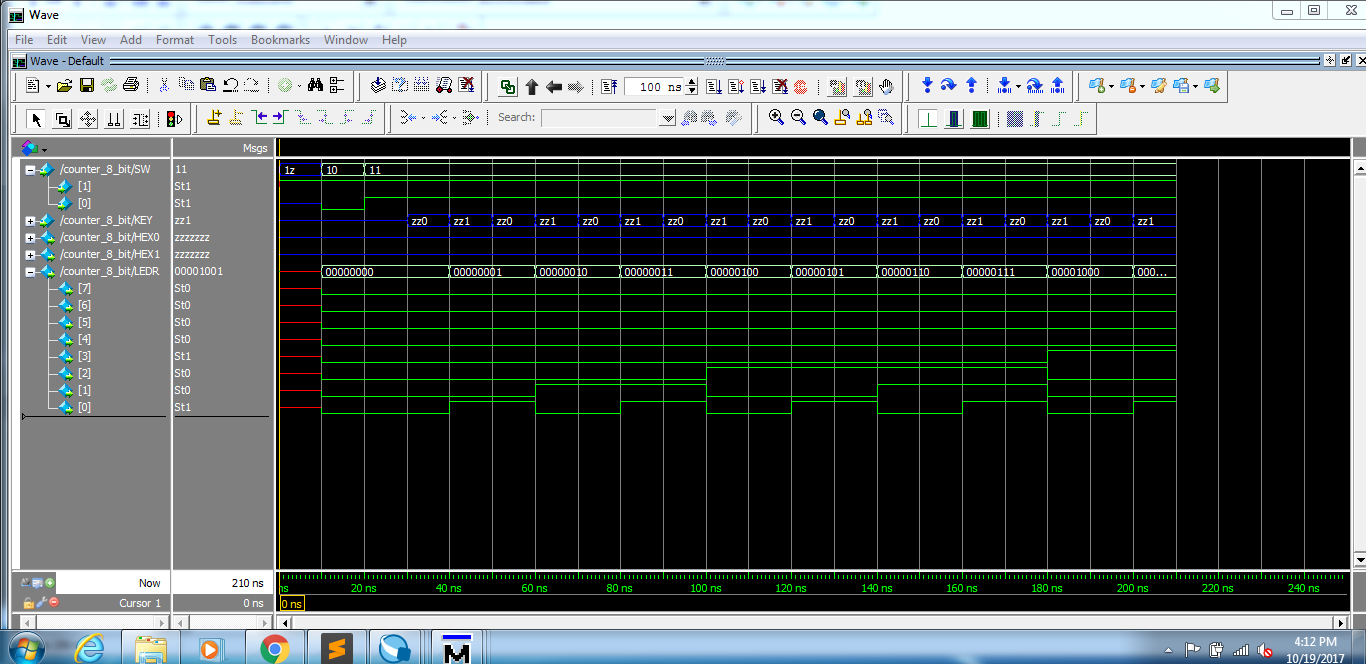 Wave
File Edit View Add Format Tools Bookmarks Window Help
Wave - Default
100 ns
Search:
Msgs
/counter_8_bit/SW 11 1z 10 11
[1] St1
[0] St1
/counter_8_bit/KEY zz1 zz0 zz1 zz0 zz1 zz0 zz1 zz0 zz1 zz0 zz1 zz0 zz1 zz0 zz1 zz0 zz1 zz0 zz1
/counter_8_bit/HEX0 zzzzzzz
/counter_8_bit/HEX1 zzzzzzz
/counter_8_bit/LEDR 00001001 00000000 00000001 00000010 00000011 00000100 00000101 00000110 00000111 00001000 000...
[7] St0
[6] St0
[5] St0
[4] St0
[3] St1
[2] St0
[1] St0
[0] St1
Now 210 ns ns 20 ns 40 ns 60 ns 80 ns 100 ns 120 ns 140 ns 160 ns 180 ns 200 ns 220 ns 240 ns
Cursor 1 0 ns 0 ns
4:12 PM
10/19/2017